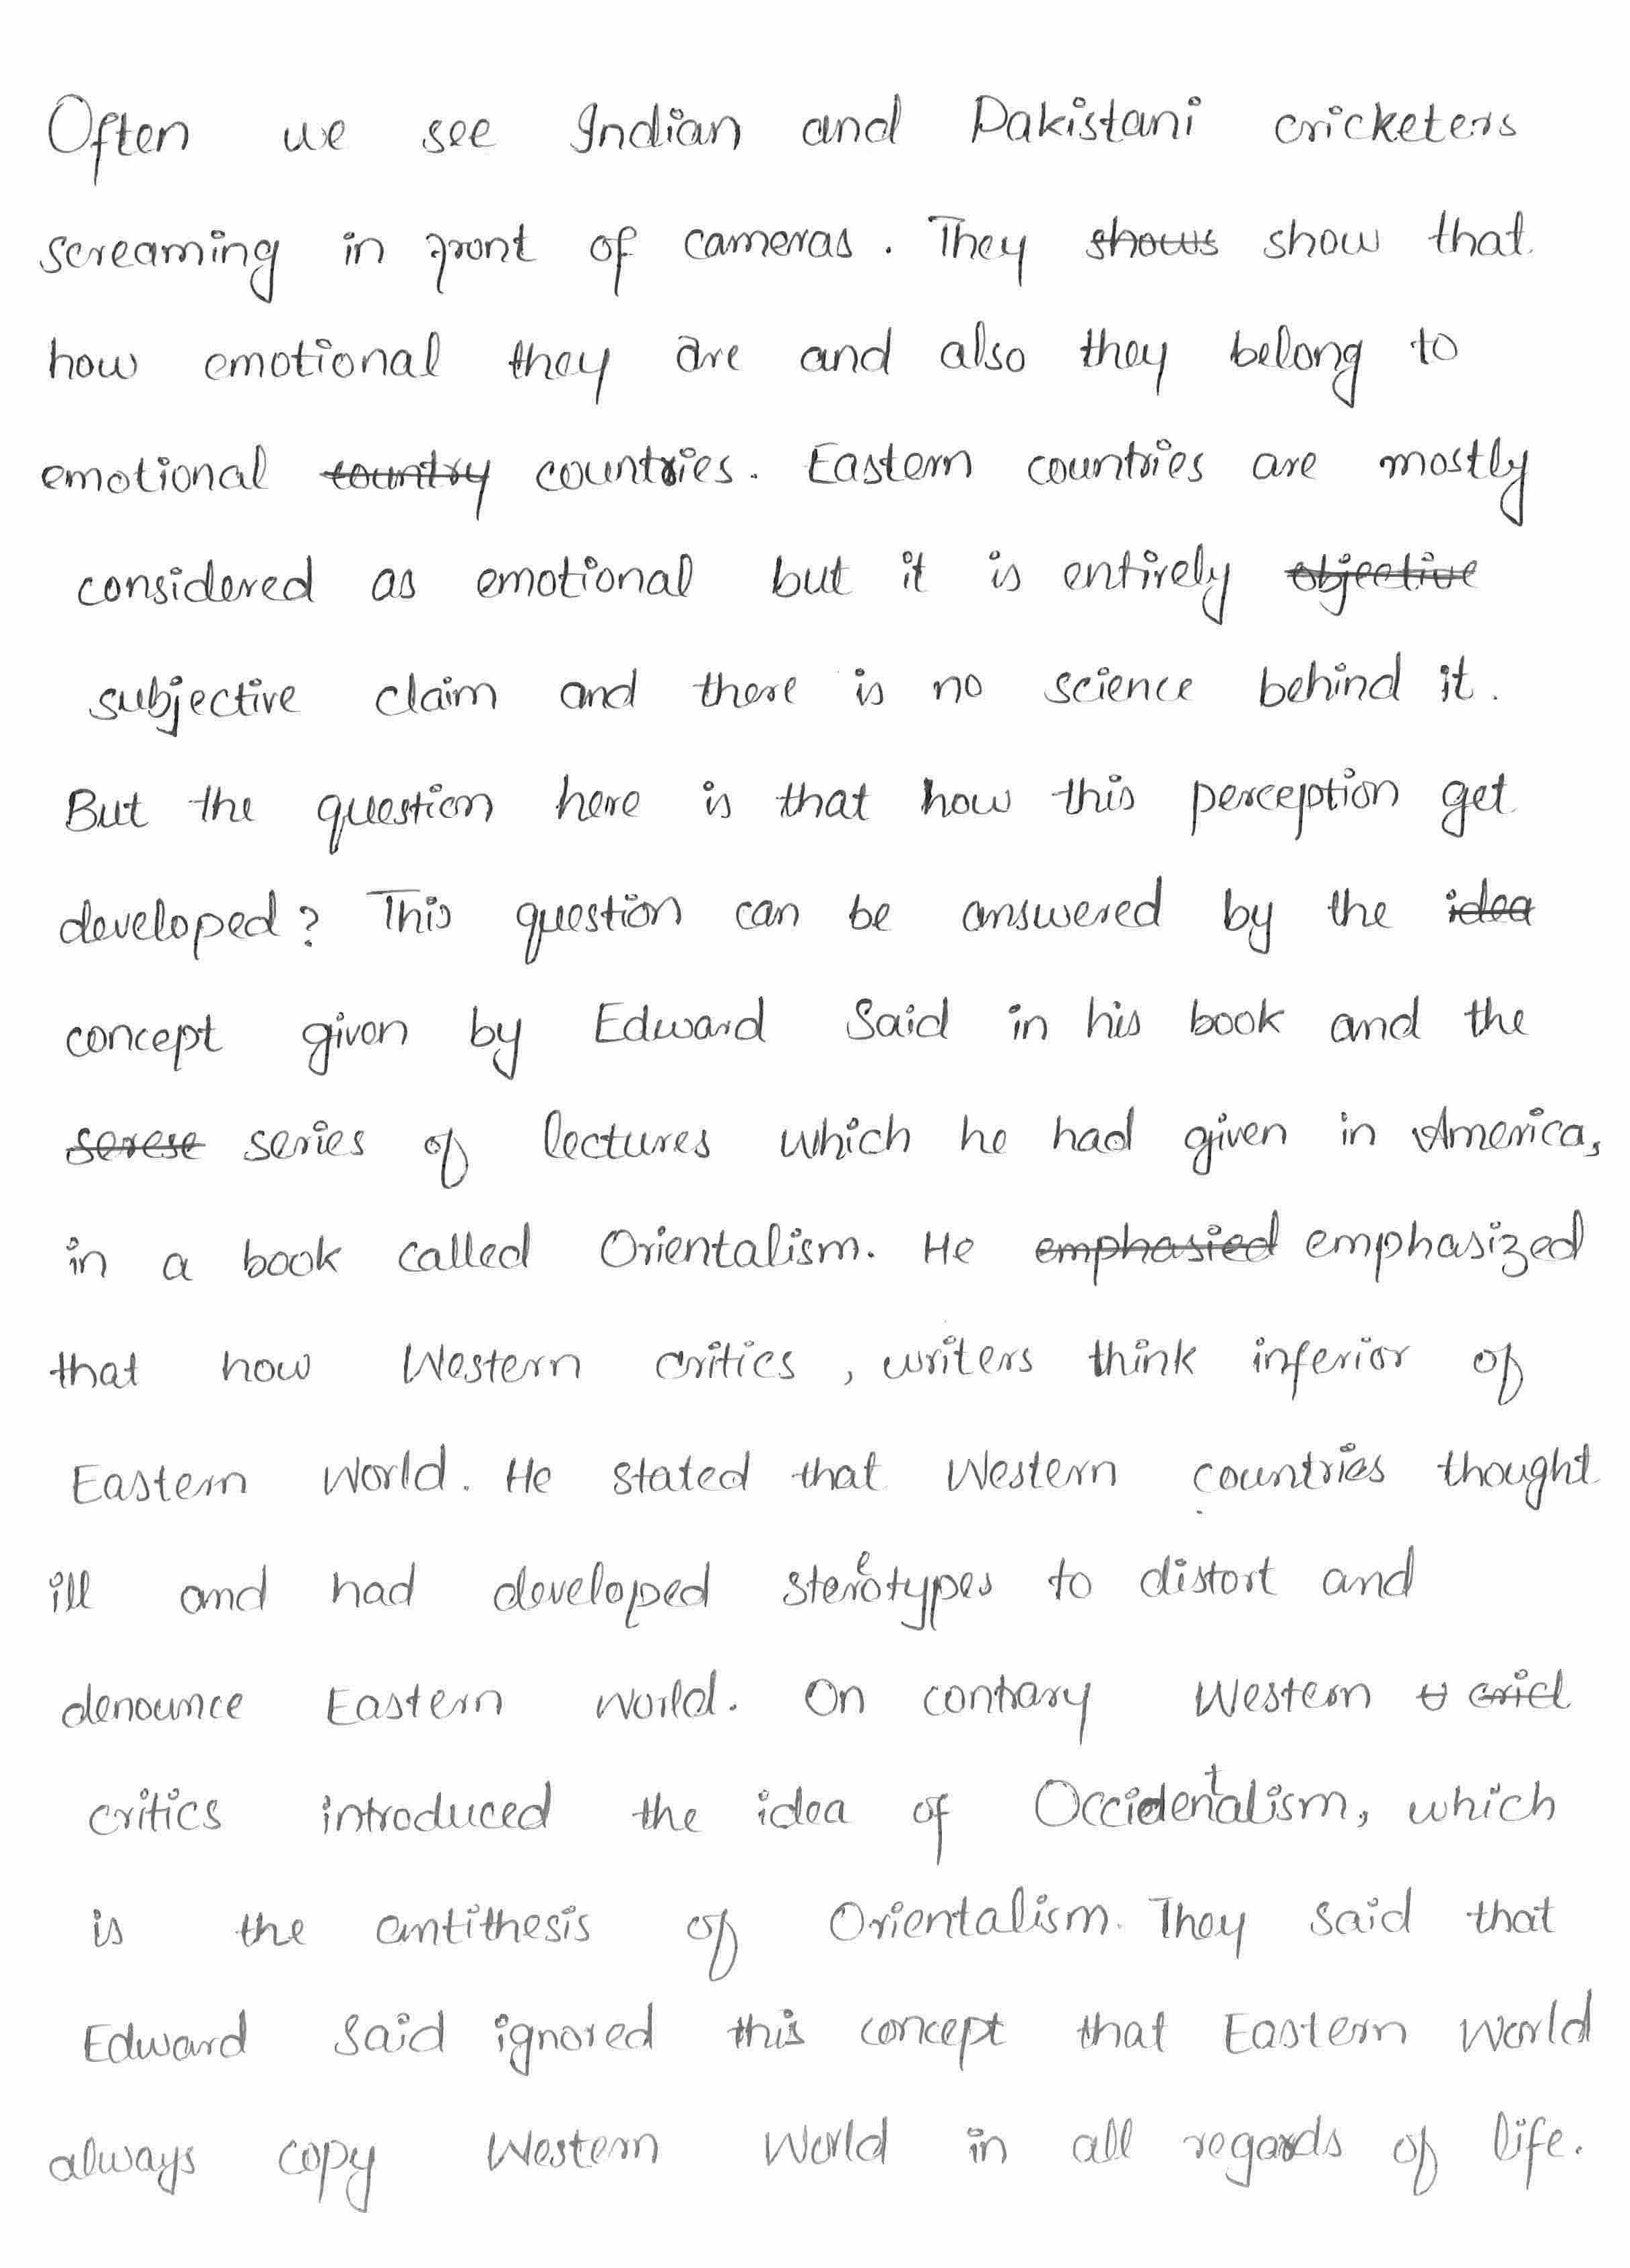 Often we see Indian and Pakistani cricketers
screaming in front of cameras. They shows show that
how emotional they are and also they belong to
emotional country countries. Eastern countries are mostly
considered as emotional but it is entirely objective
subjective claim and there is no science behind it.
But the question here is that how this perception get
developed? This question can be answered by the idea
concept given by Edward Said in his book and the
serese series of lectures which he had given in America,
in a book called Orientalism. He emphasied emphasized
that how Western critics, writers think inferior of
Eastern World. He stated that Western countries thought
ill and had developed stereotypes to distort and
denounce Eastern world. On contrary Western
critics introduced the idea of Occidentalism, which
is the antithesis of Orientalism. They said that
Edward Said ignored this concept that Eastern World
always copy Western World in all regards of life.